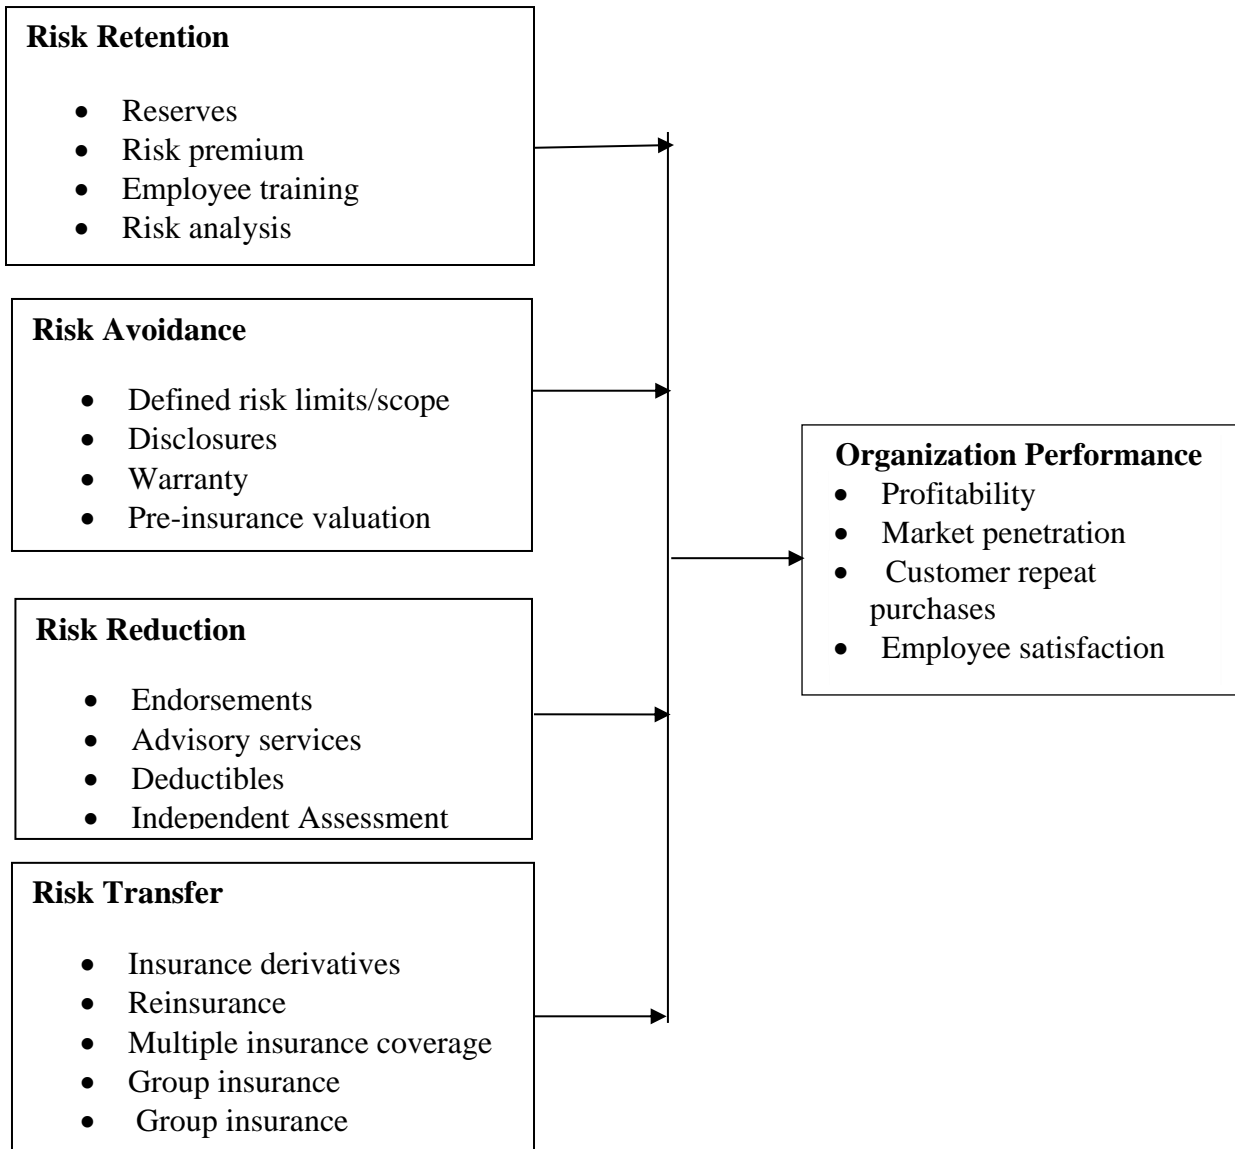 Risk Retention
• Reserves
• Risk premium
• Employee training
• Risk analysis
Risk Avoidance
• Defined risk limits/scope
• Disclosures
• Warranty
• Pre-insurance valuation
Risk Reduction
• Endorsements
• Advisory services
• Deductibles
• Independent Assessment
Risk Transfer
• Insurance derivatives
• Reinsurance
• Multiple insurance coverage
• Group insurance
• Group insurance
Organization Performance
• Profitability
• Market penetration
• Customer repeat
purchases
• Employee satisfaction